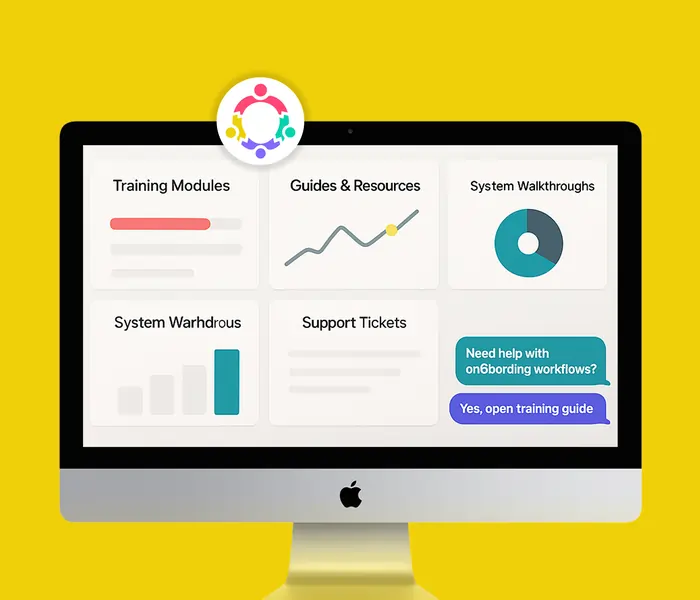 Training Modules
Guides & Resources
System Walkthroughs
System Warhdrous
Support Tickets
Need help with
on6bording workflows?
Yes, open training guide